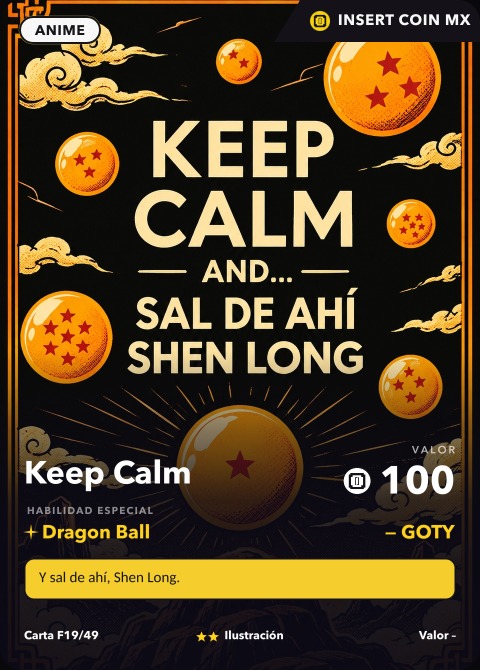 ANIME
INSERT COIN MX
KEEP
CALM
AND...
SAL DE AHÍ
SHEN LONG
VALOR
Keep Calm
100
HABILIDAD ESPECIAL
Dragon Ball
– GOTY
Y sal de ahí, Shen Long.
Carta F19/49
Ilustración
Valor –